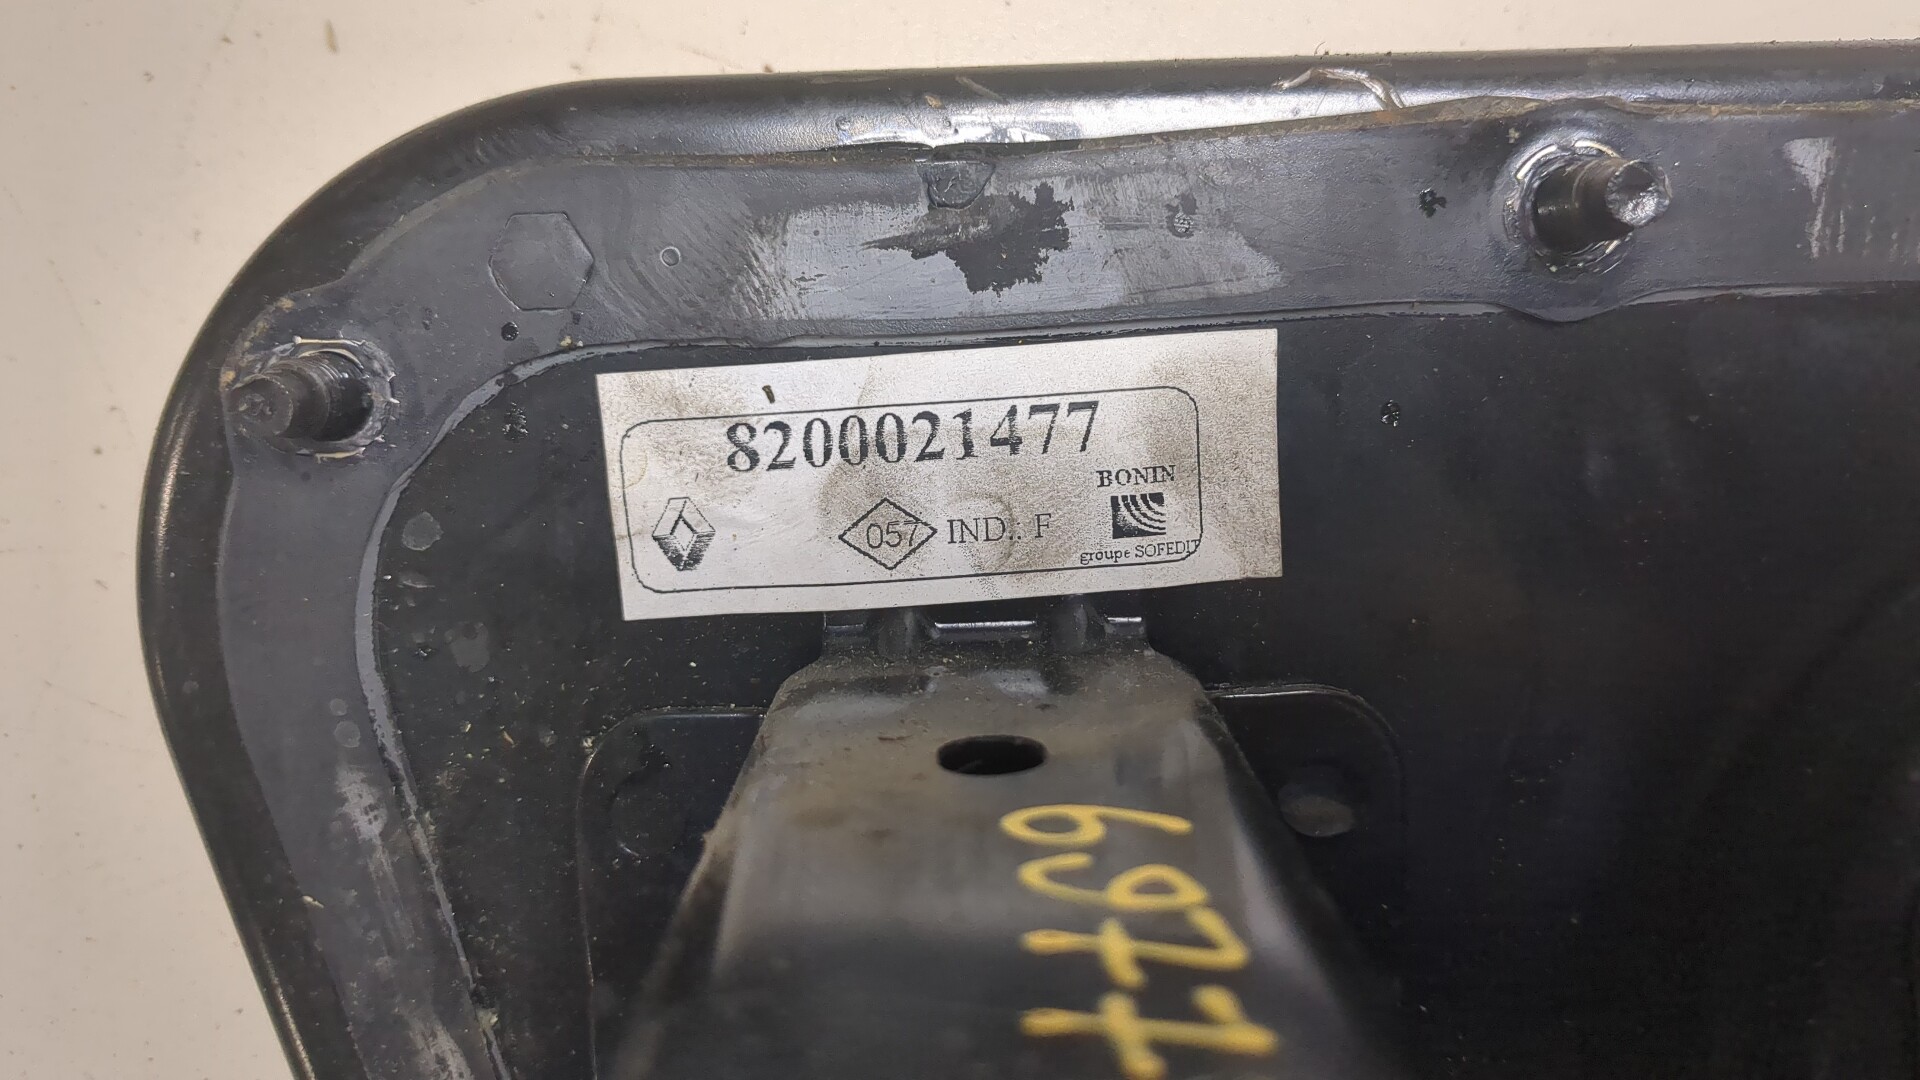 8200021477
BONIN
057 IND.: F
groupe SOFEDIT
6977